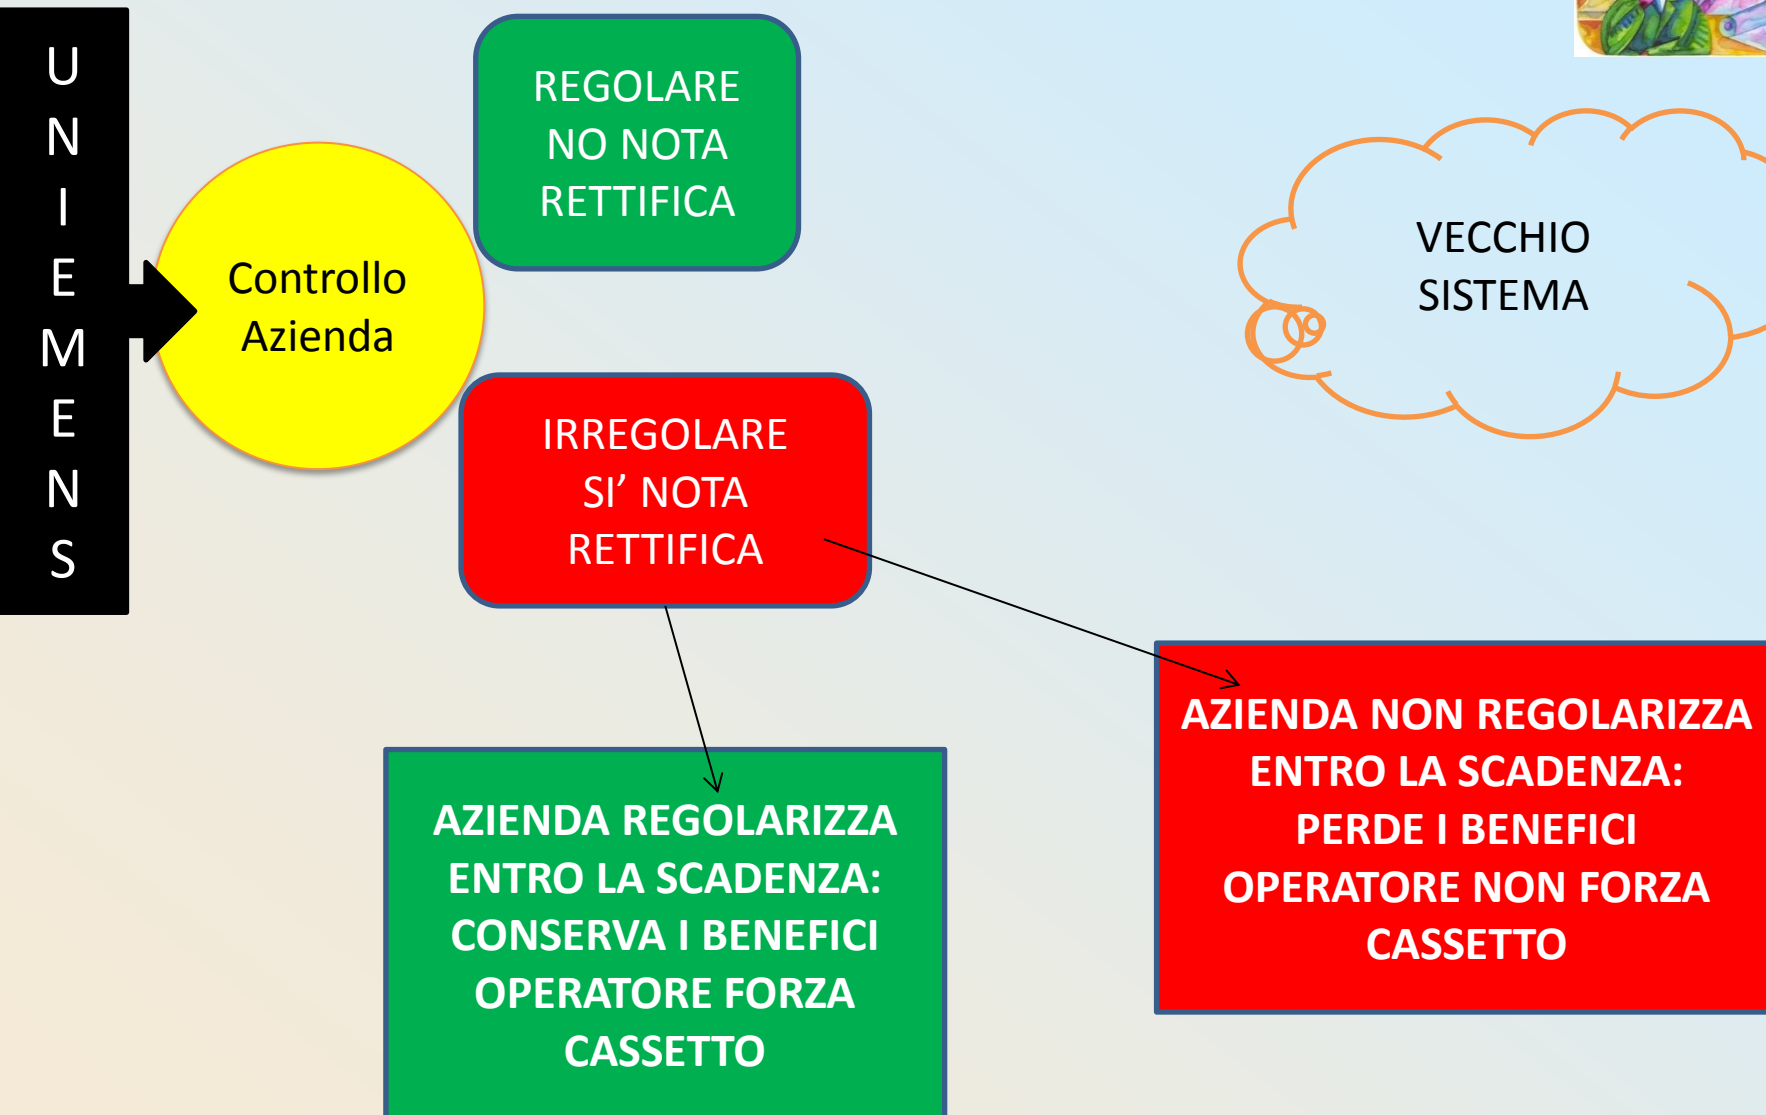 U
N
I
E
M
E
N
S
REGOLARE
NO NOTA
RETTIFICA
Controllo
Azienda
VECCHIO
SISTEMA
IRREGOLARE
SI’ NOTA
RETTIFICA
AZIENDA REGOLARIZZA
ENTRO LA SCADENZA:
CONSERVA I BENEFICI
OPERATORE FORZA
CASSETTO
AZIENDA NON REGOLARIZZA
ENTRO LA SCADENZA:
PERDE I BENEFICI
OPERATORE NON FORZA
CASSETTO